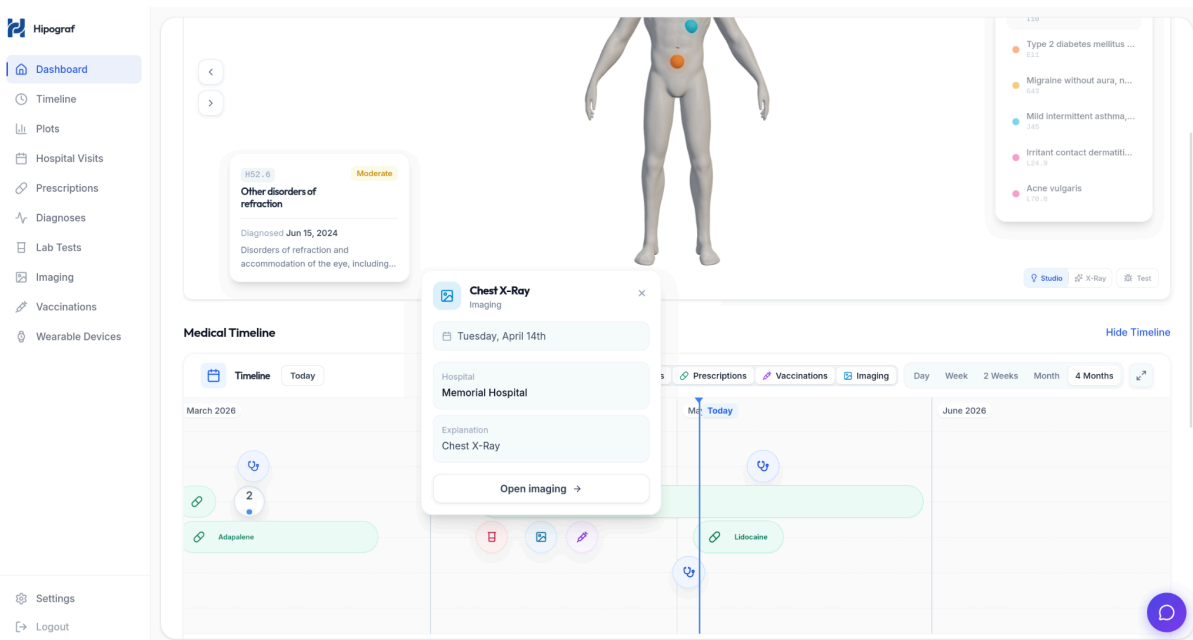 Hipograf
Dashboard
Timeline
Plots
Hospital Visits
Prescriptions
Diagnoses
Lab Tests
Imaging
Vaccinations
Wearable Devices
Settings
Logout
Type 2 diabetes mellitus ...
E11
Migraine without aura, n...
G43
Mild intermittent asthma,...
J45
Irritant contact dermatiti...
L24.9
Acne vulgaris
L70.0
H52.6
Moderate
Other disorders of
refraction
Diagnosed Jun 15, 2024
Disorders of refraction and
accommodation of the eye, including...
Studio
X-Ray
Test
Chest X-Ray
Imaging
Tuesday, April 14th
Hospital
Memorial Hospital
Explanation
Chest X-Ray
Open imaging →
Medical Timeline
Hide Timeline
Timeline
Today
Prescriptions
Vaccinations
Imaging
Day
Week
2 Weeks
Month
4 Months
March 2026
Today
June 2026
2
Adapalene
Lidocaine